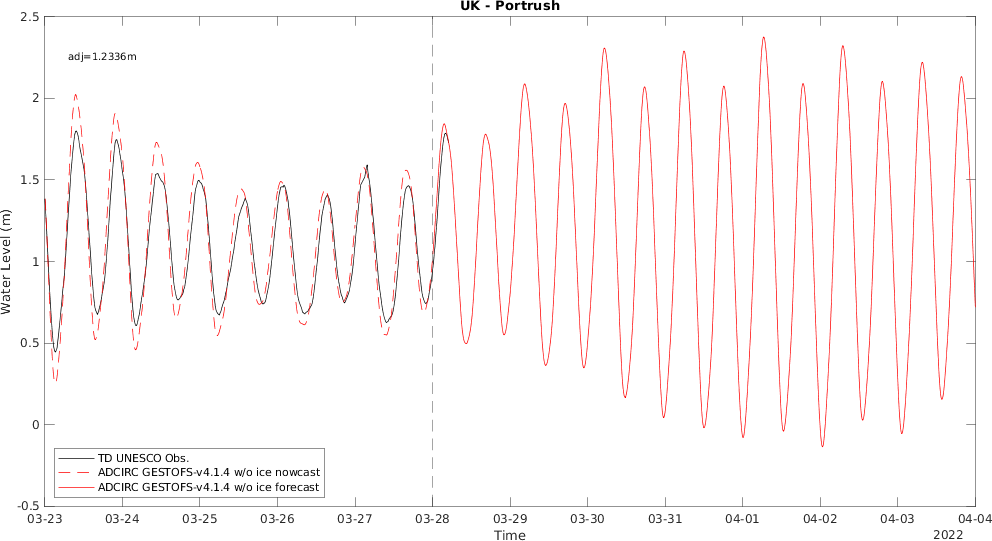 UK - Portrush
adj=1.2336m
Water Level (m)
2.5
2
1.5
1
0.5
0
-0.5
TD UNESCO Obs.
ADCIRC GESTOFS-v4.1.4 w/o ice nowcast
ADCIRC GESTOFS-v4.1.4 w/o ice forecast
03-23 03-24 03-25 03-26 03-27 03-28 03-29 03-30 03-31 04-01 04-02 04-03 04-04
Time
2022